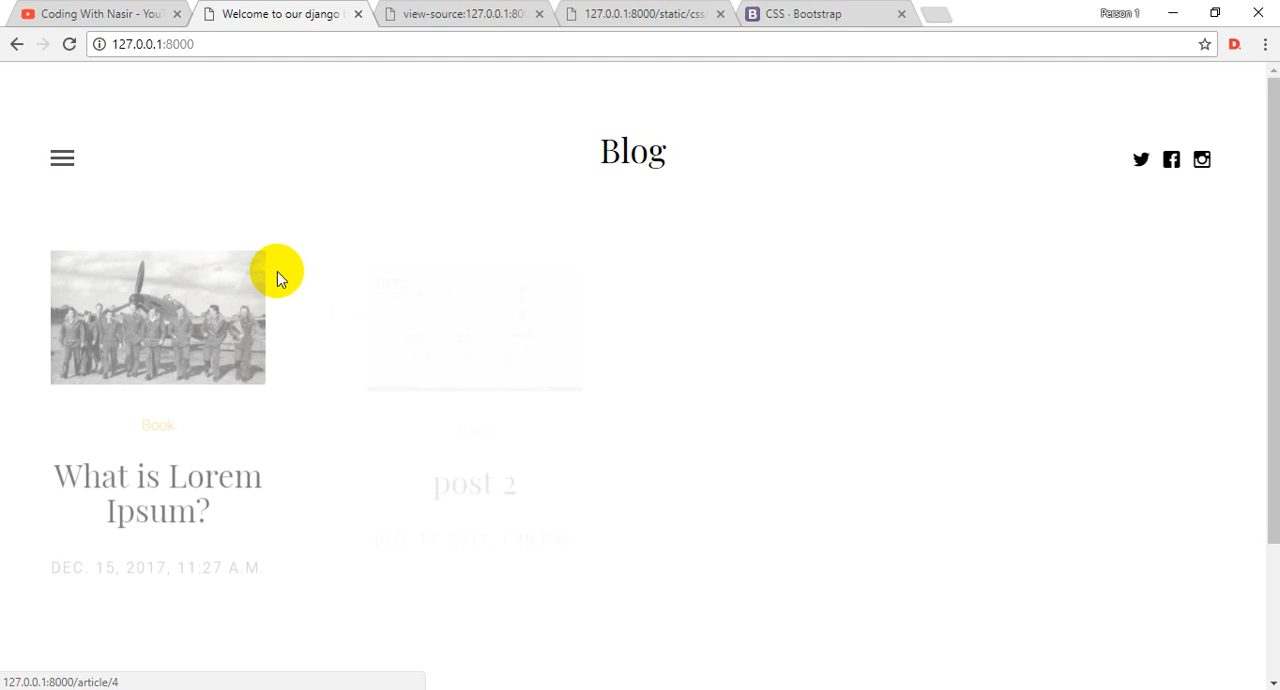 Coding With Nasir - You
Welcome to our django
view-source:127.0.0.1:80
127.0.0.1:8000/static/css/
CSS · Bootstrap
Person 1
127.0.0.1:8000
D.
Blog
Book
What is Lorem
Ipsum?
DEC. 15, 2017, 11:27 A.M.
post 2
127.0.0.1:8000/article/4